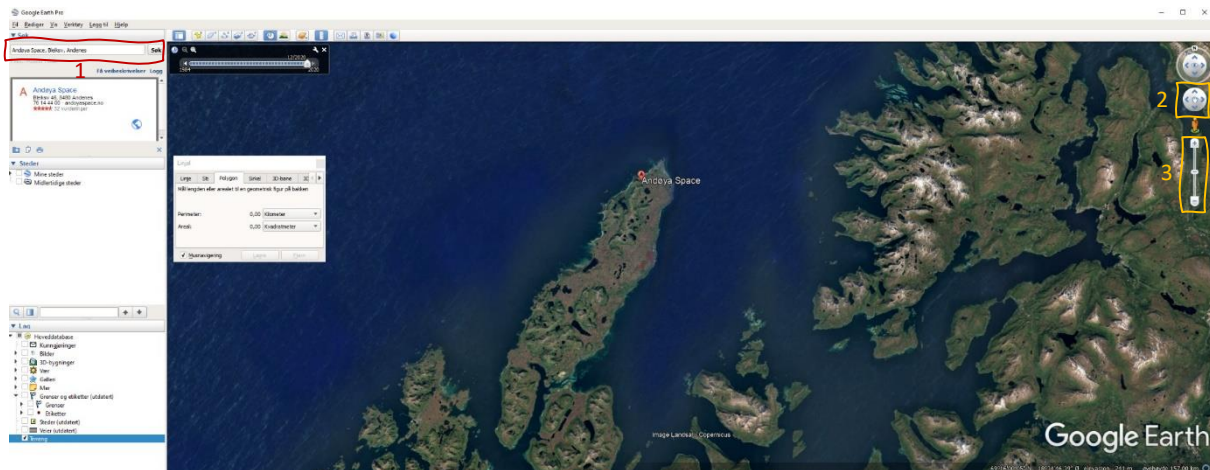 Google Earth Pro
Fil Rediger Vis Verktøy Legg til Hjelp
Søk
Andøya Space, Bleiksv, Andenes
Søk
1
Få veibeskrivelser Logg
A Andøya Space
Bleiksv 46, 8480 Andenes
76 14 44 00 andoyaspace.no
Steder
Mine steder
Midlertidige steder
Lag
Hoveddatabase
Kunngjøringer
Bilder
3D-bygninger
Vær
Galleri
Mer
Grenser og etiketter (utdatert)
Grenser
Etiketter
Steder (utdatert)
Veier (utdatert)
Terreng
12/2020
1984
2020
Linjal
Linje Sti Polygon Sirkel 3D-bane
Mål lengden eller arealet til en geometrisk figur på bakken
Perimeter: 0,00 Kilometer
Areal: 0,00 Kvadratmeter
Musnavigering Lagre Fjern
Andøya Space
N
2
3
Image Landsat / Copernicus
Google Earth